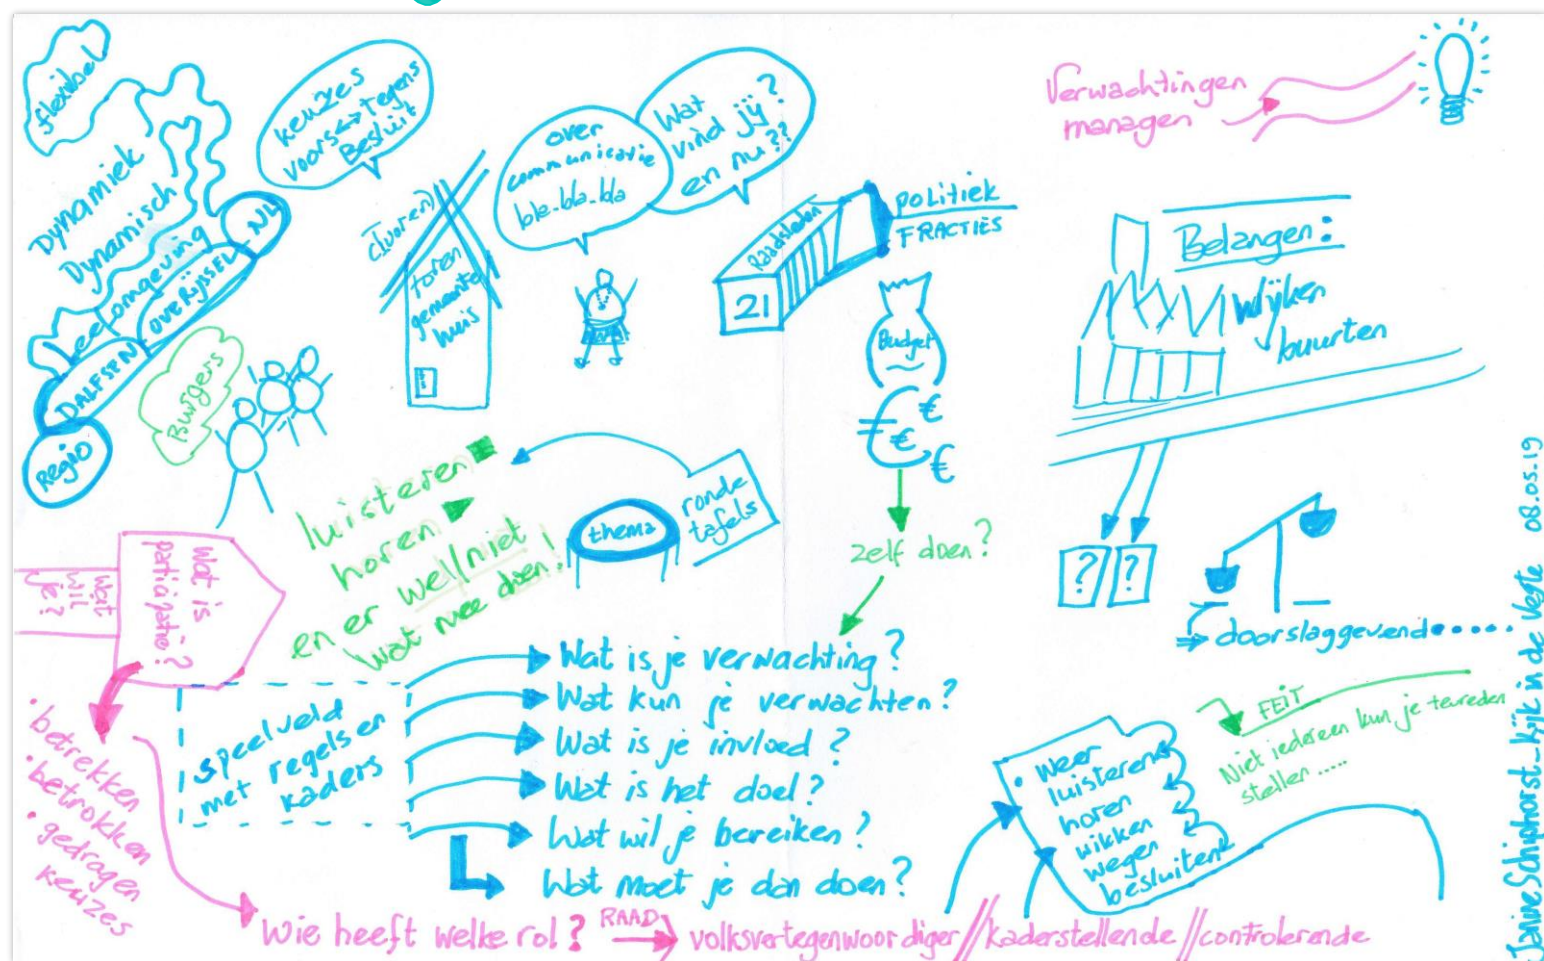 flexibel
Dynamiek
Dynamisch
Leefomgeving
NL
OVERIJSSEL
DALFSEN
Regio
keuzes
voors <-> tegens
Besluit
(Ivoren)
toren
gemeente
huis
over
communicatie
bla-bla-bla
Wat
vind jij?
en nu??
Raadsleden
21
politiek
FRACTIES
Verwachtingen
managen
Belangen:
Wijken
buurten
Budget
€
€ €
€
zelf doen?
Burgers
luisteren
horen
en er wel/niet
wat mee doen!
thema
ronde
tafels
? ?
doorslaggevend.....
Wat is
participatie?
Wat
wil
je?
• betrekken
• betrokken
• gedragen
keuzes
speelveld
met regels en
kaders
Wat is je verwachting?
Wat kun je verwachten?
Wat is je invloed?
Wat is het doel?
Wat wil je bereiken?
Wat moet je dan doen?
FEIT
Niet iedereen kun je tevreden
stellen .....
• weer
luisteren
horen
wikken
wegen
besluiten
Wie heeft welke rol? RAAD volksvertegenwoordiger // kaderstellende // controlerende
Janine Schiphorst_kijk in de Vegte 08.05.19